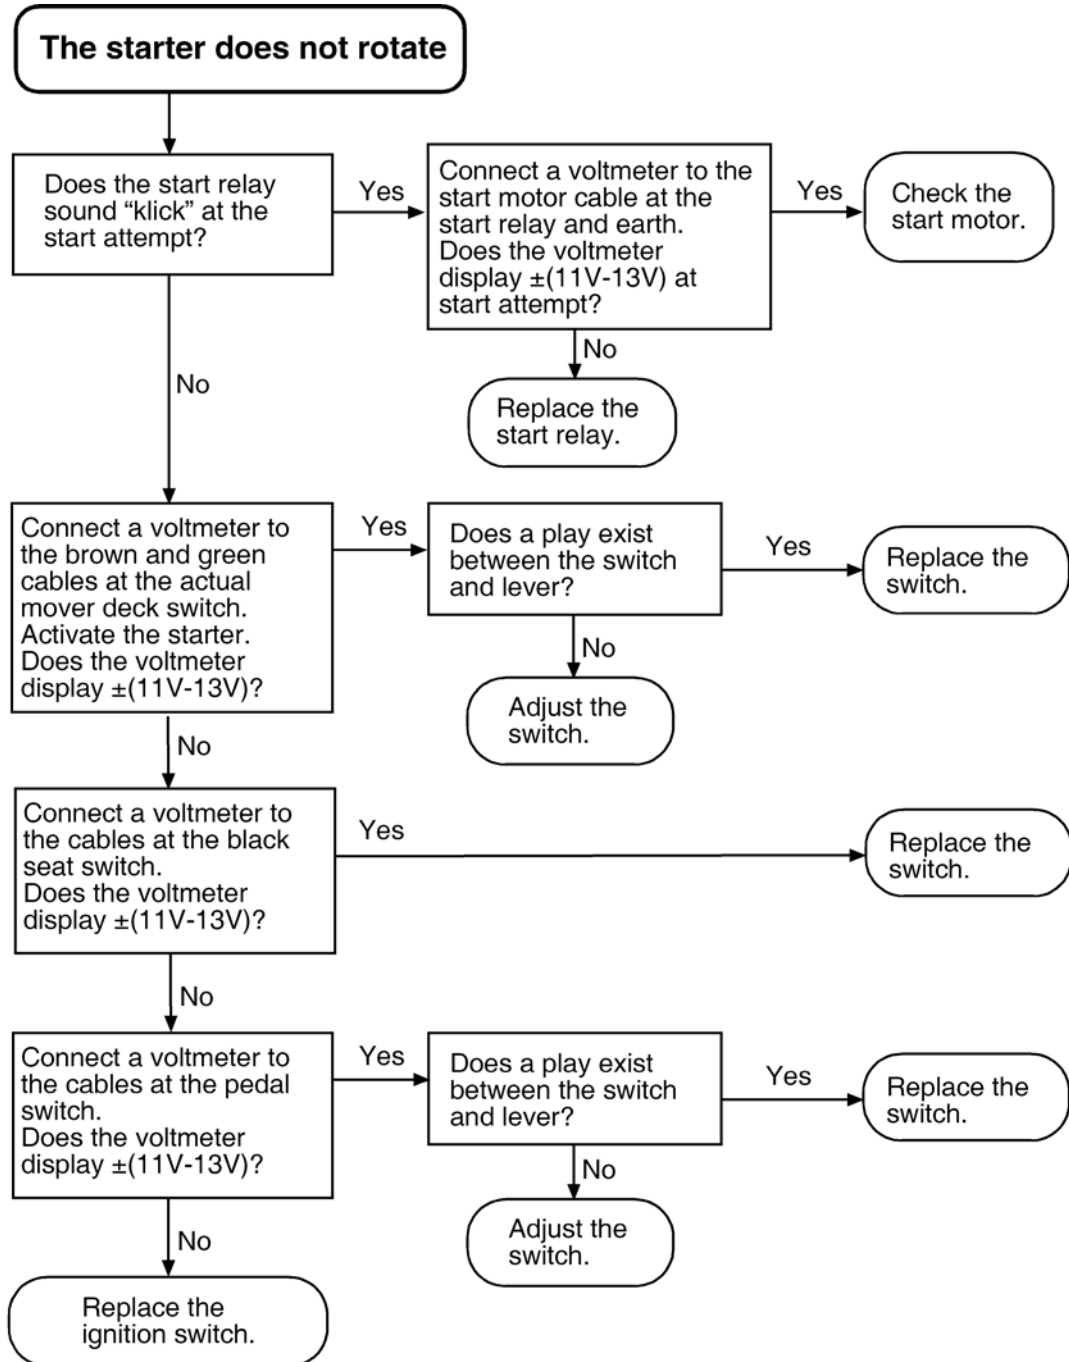 The starter does not rotate
Does the start relay
sound “klick” at the
start attempt?
Yes
Connect a voltmeter to the
start motor cable at the
start relay and earth.
Does the voltmeter
display ±(11V-13V) at
start attempt?
Yes
Check the
start motor.
No
Replace the
start relay.
No
Connect a voltmeter to
the brown and green
cables at the actual
mover deck switch.
Activate the starter.
Does the voltmeter
display ±(11V-13V)?
Yes
Does a play exist
between the switch
and lever?
Yes
Replace the
switch.
No
Adjust the
switch.
No
Connect a voltmeter to
the cables at the black
seat switch.
Does the voltmeter
display ±(11V-13V)?
Yes
Replace the
switch.
No
Connect a voltmeter to
the cables at the pedal
switch.
Does the voltmeter
display ±(11V-13V)?
Yes
Does a play exist
between the switch
and lever?
Yes
Replace the
switch.
No
Adjust the
switch.
No
Replace the
ignition switch.